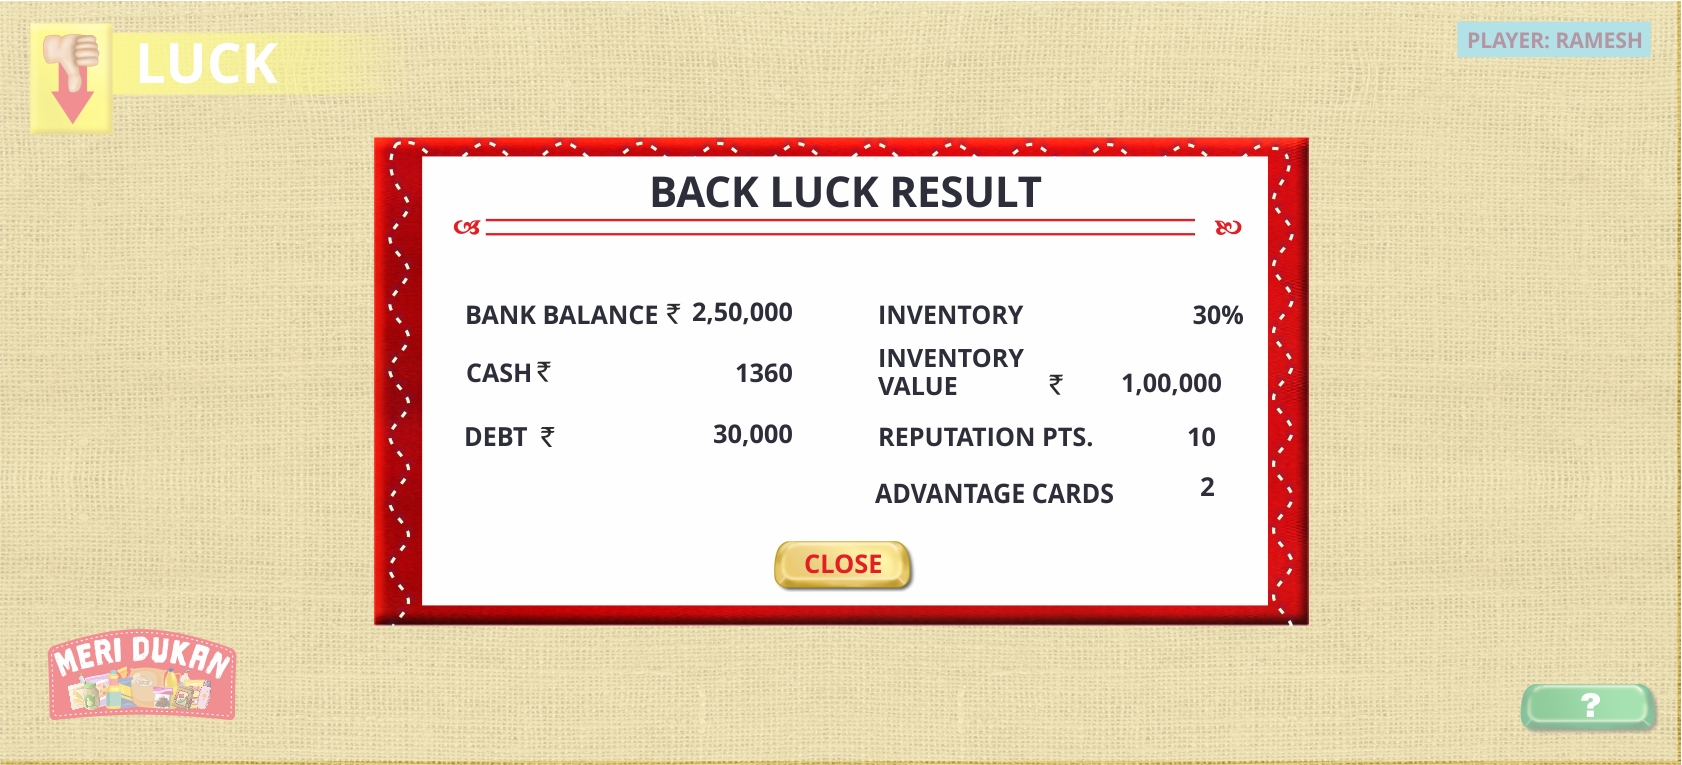 LUCK
PLAYER: RAMESH
BACK LUCK RESULT
BANK BALANCE ₹ 2,50,000
CASH ₹ 1360
DEBT ₹ 30,000
INVENTORY 30%
INVENTORY
VALUE ₹ 1,00,000
REPUTATION PTS. 10
ADVANTAGE CARDS 2
CLOSE
MERI DUKAN
?